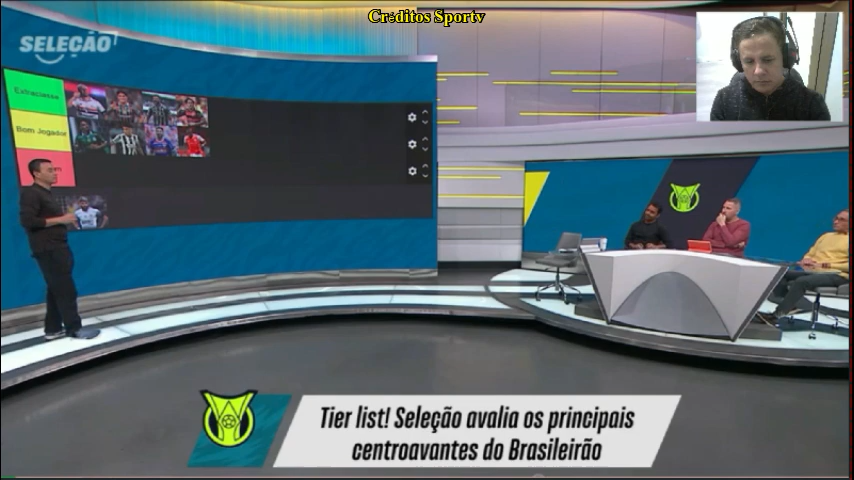 Créditos Sportv
SELEÇÃO
Extraclasse
Bom Jogador
Tier list! Seleção avalia os principais
centroavantes do Brasileirão